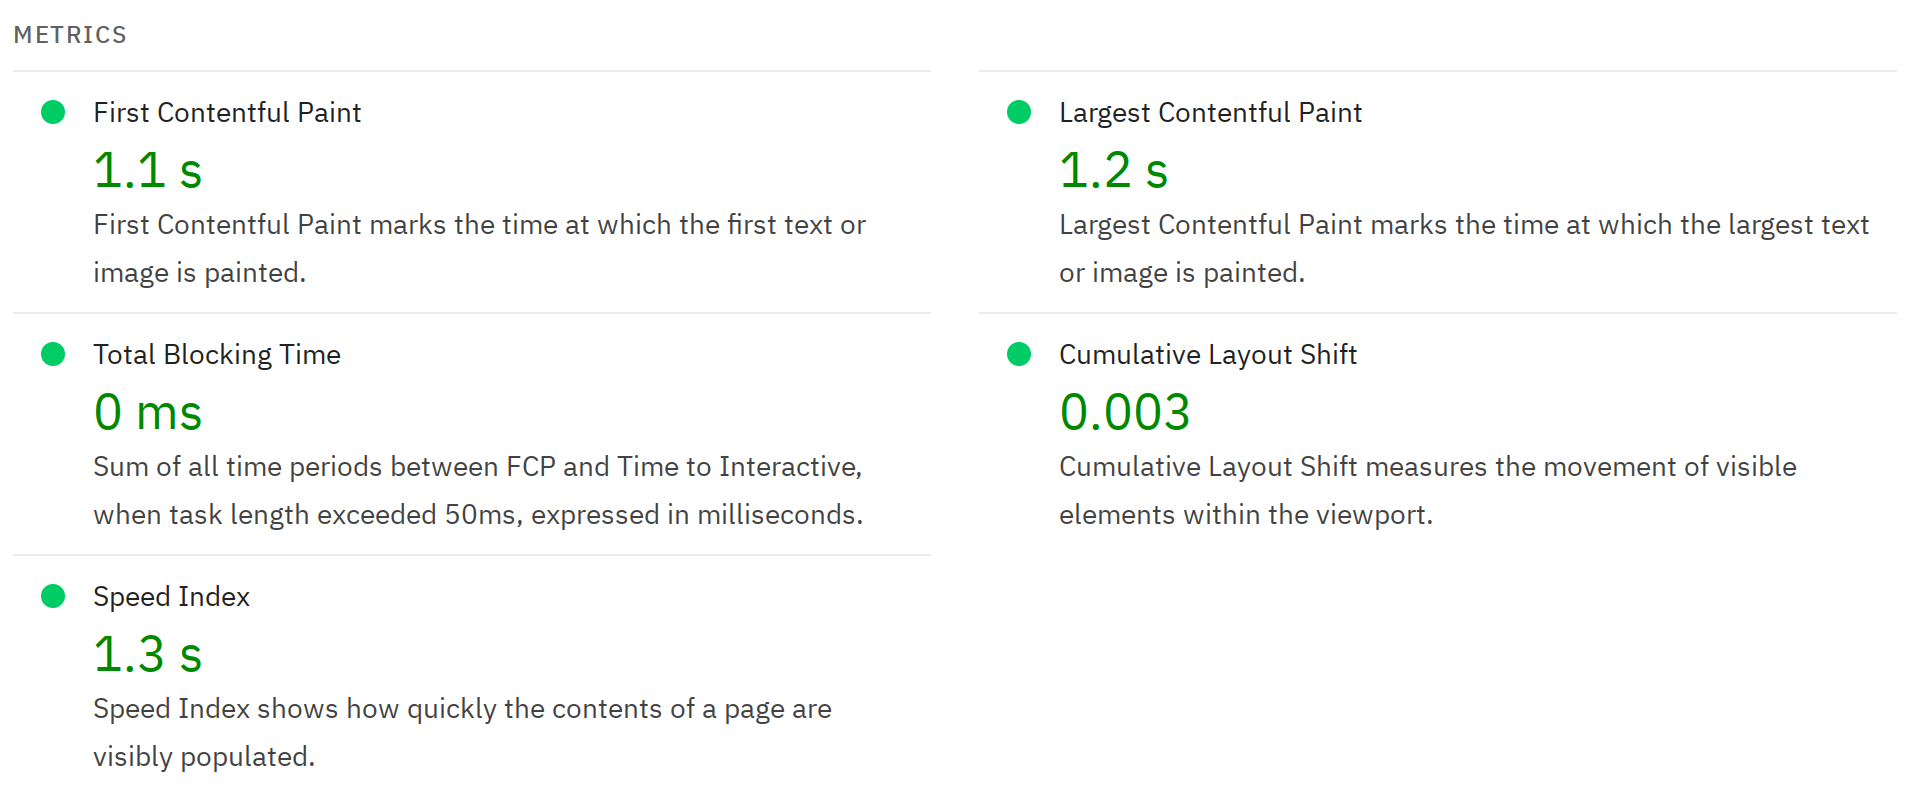 METRICS
First Contentful Paint
1.1 s
First Contentful Paint marks the time at which the first text or
image is painted.
Largest Contentful Paint
1.2 s
Largest Contentful Paint marks the time at which the largest text
or image is painted.
Total Blocking Time
0 ms
Sum of all time periods between FCP and Time to Interactive,
when task length exceeded 50ms, expressed in milliseconds.
Cumulative Layout Shift
0.003
Cumulative Layout Shift measures the movement of visible
elements within the viewport.
Speed Index
1.3 s
Speed Index shows how quickly the contents of a page are
visibly populated.